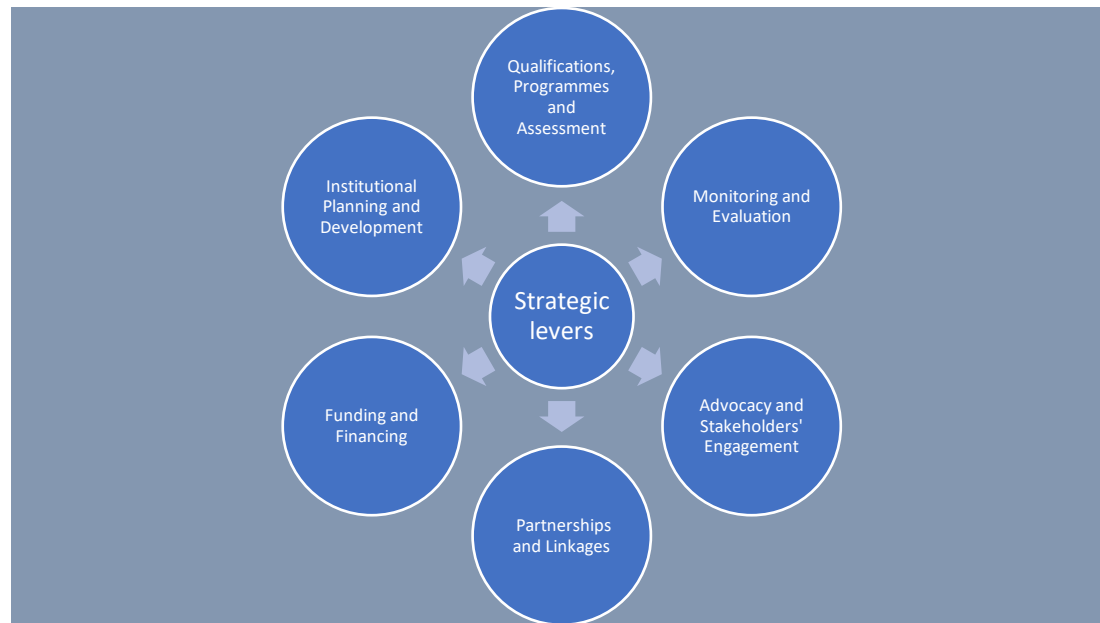 Qualifications,
Programmes
and
Assessment
Monitoring and
Evaluation
Advocacy and
Stakeholders'
Engagement
Partnerships
and Linkages
Funding and
Financing
Institutional
Planning and
Development
Strategic
levers